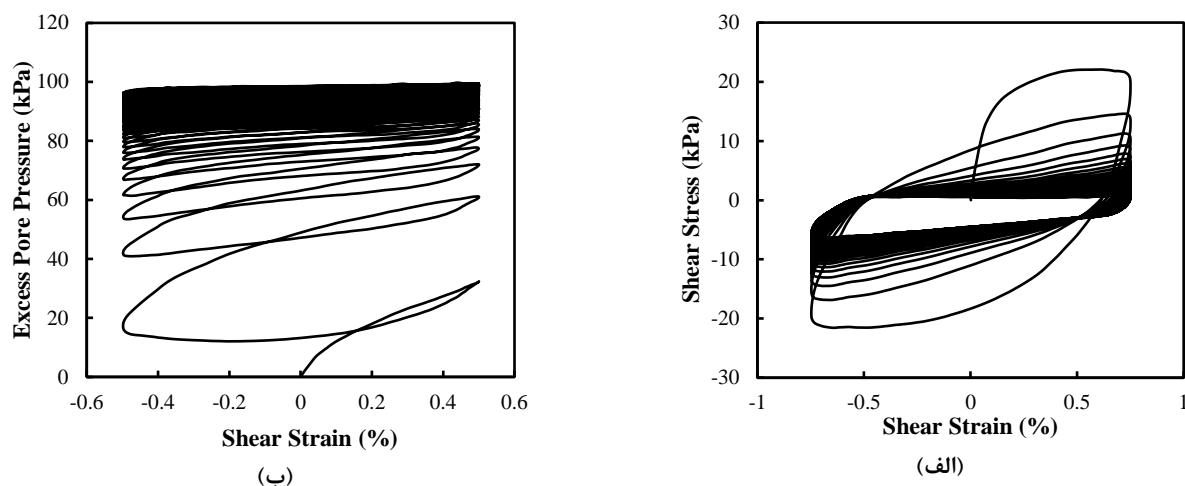 Excess Pore Pressure (kPa)
120
100
80
60
40
20
0
-0.6 -0.4 -0.2 0 0.2 0.4 0.6
Shear Strain (%)
(ب)
Shear Stress (kPa)
30
20
10
0
-10
-20
-30
-1 -0.5 0 0.5 1
Shear Strain (%)
(الف)